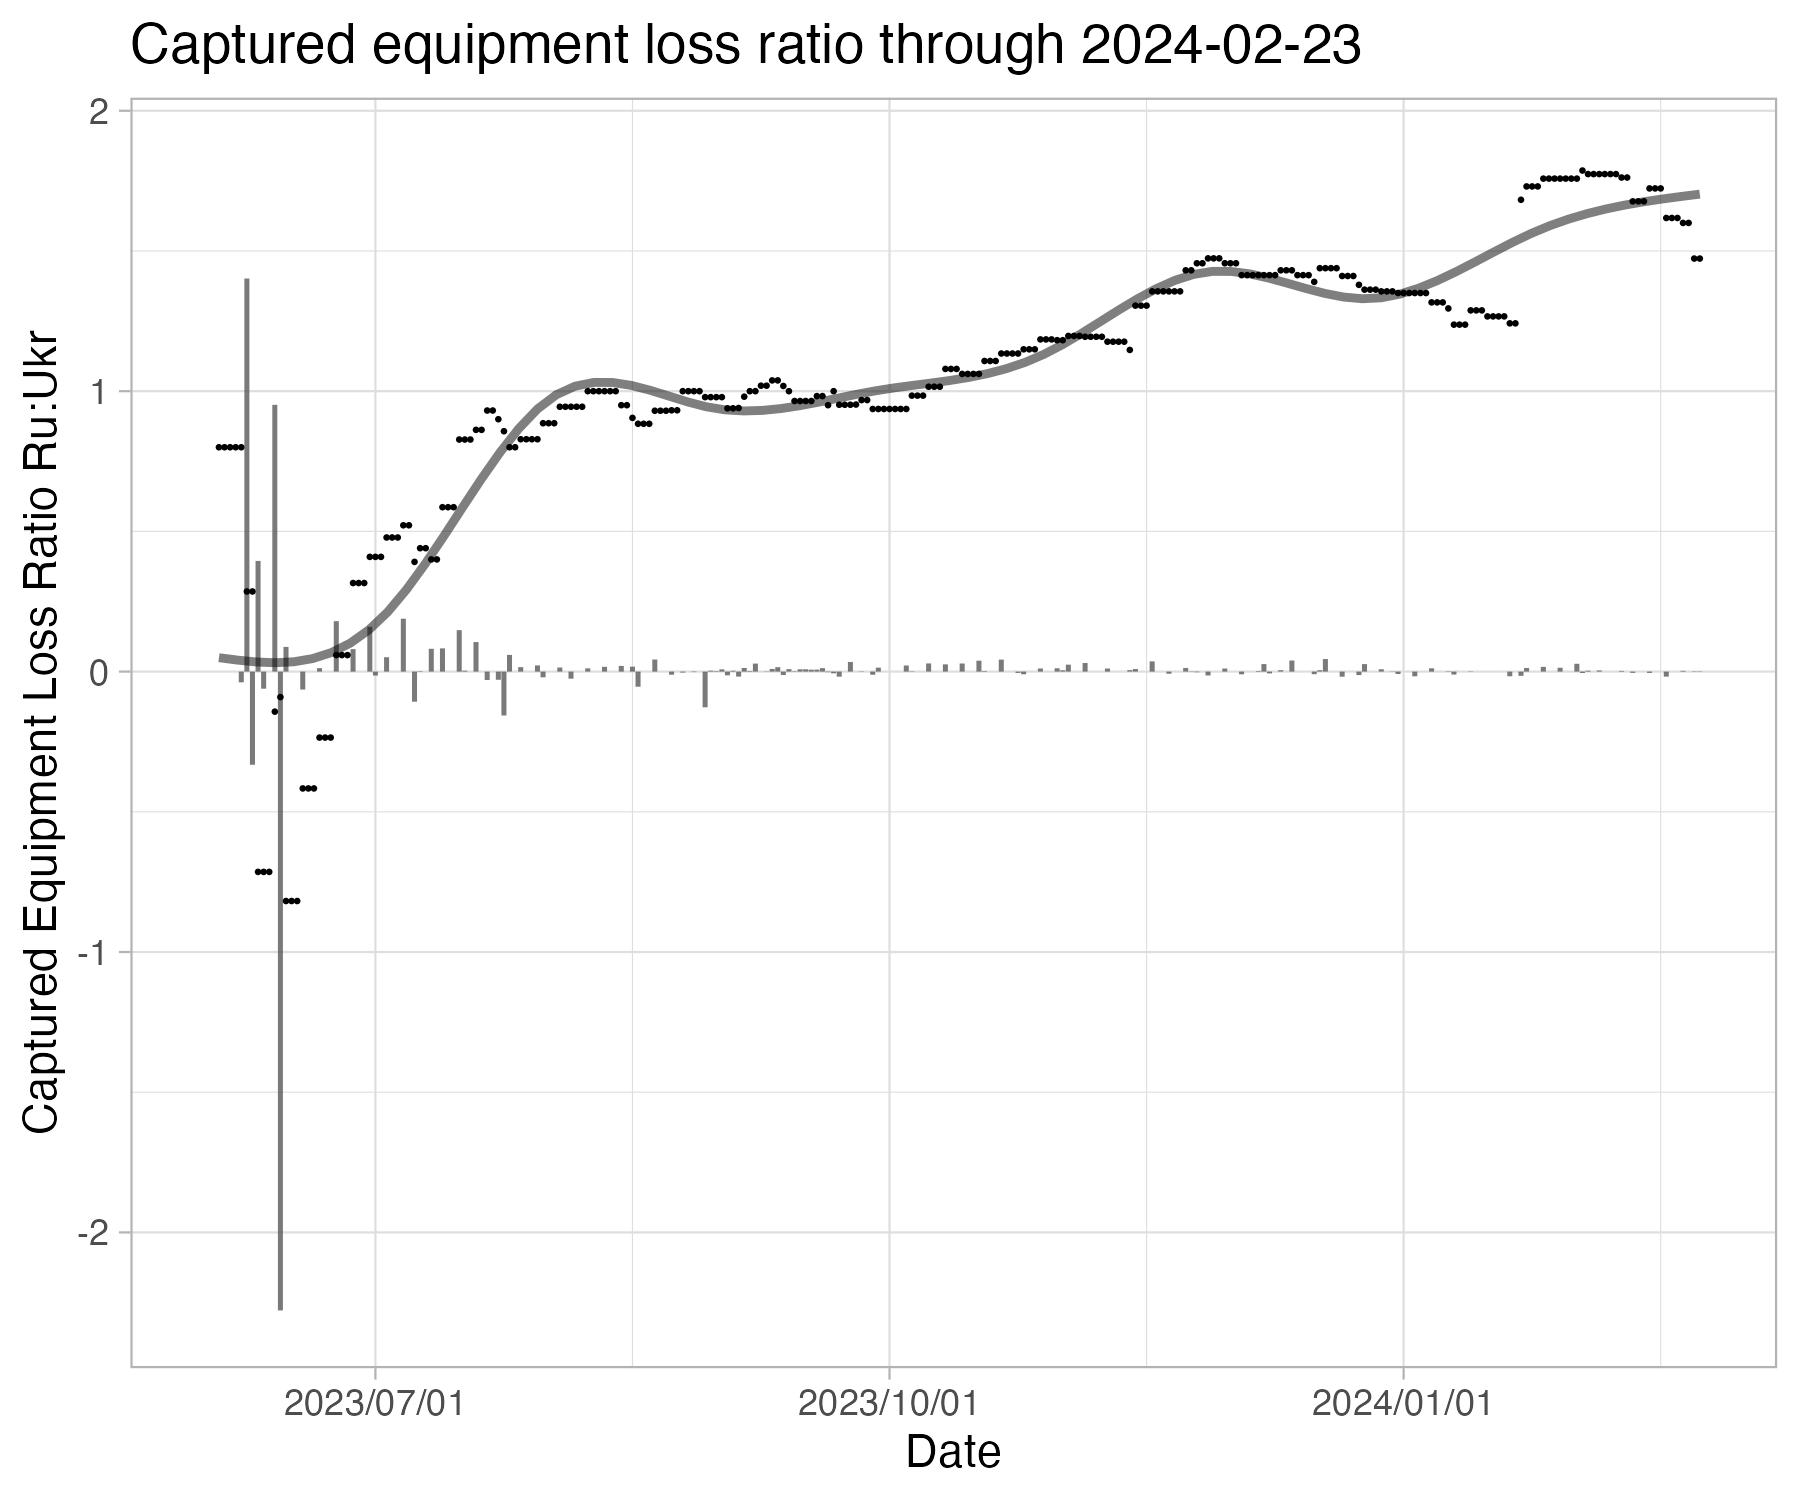 Captured equipment loss ratio through 2024-02-23
Captured Equipment Loss Ratio Ru:Ukr
2
1
0
-1
-2
2023/07/01
2023/10/01
2024/01/01
Date